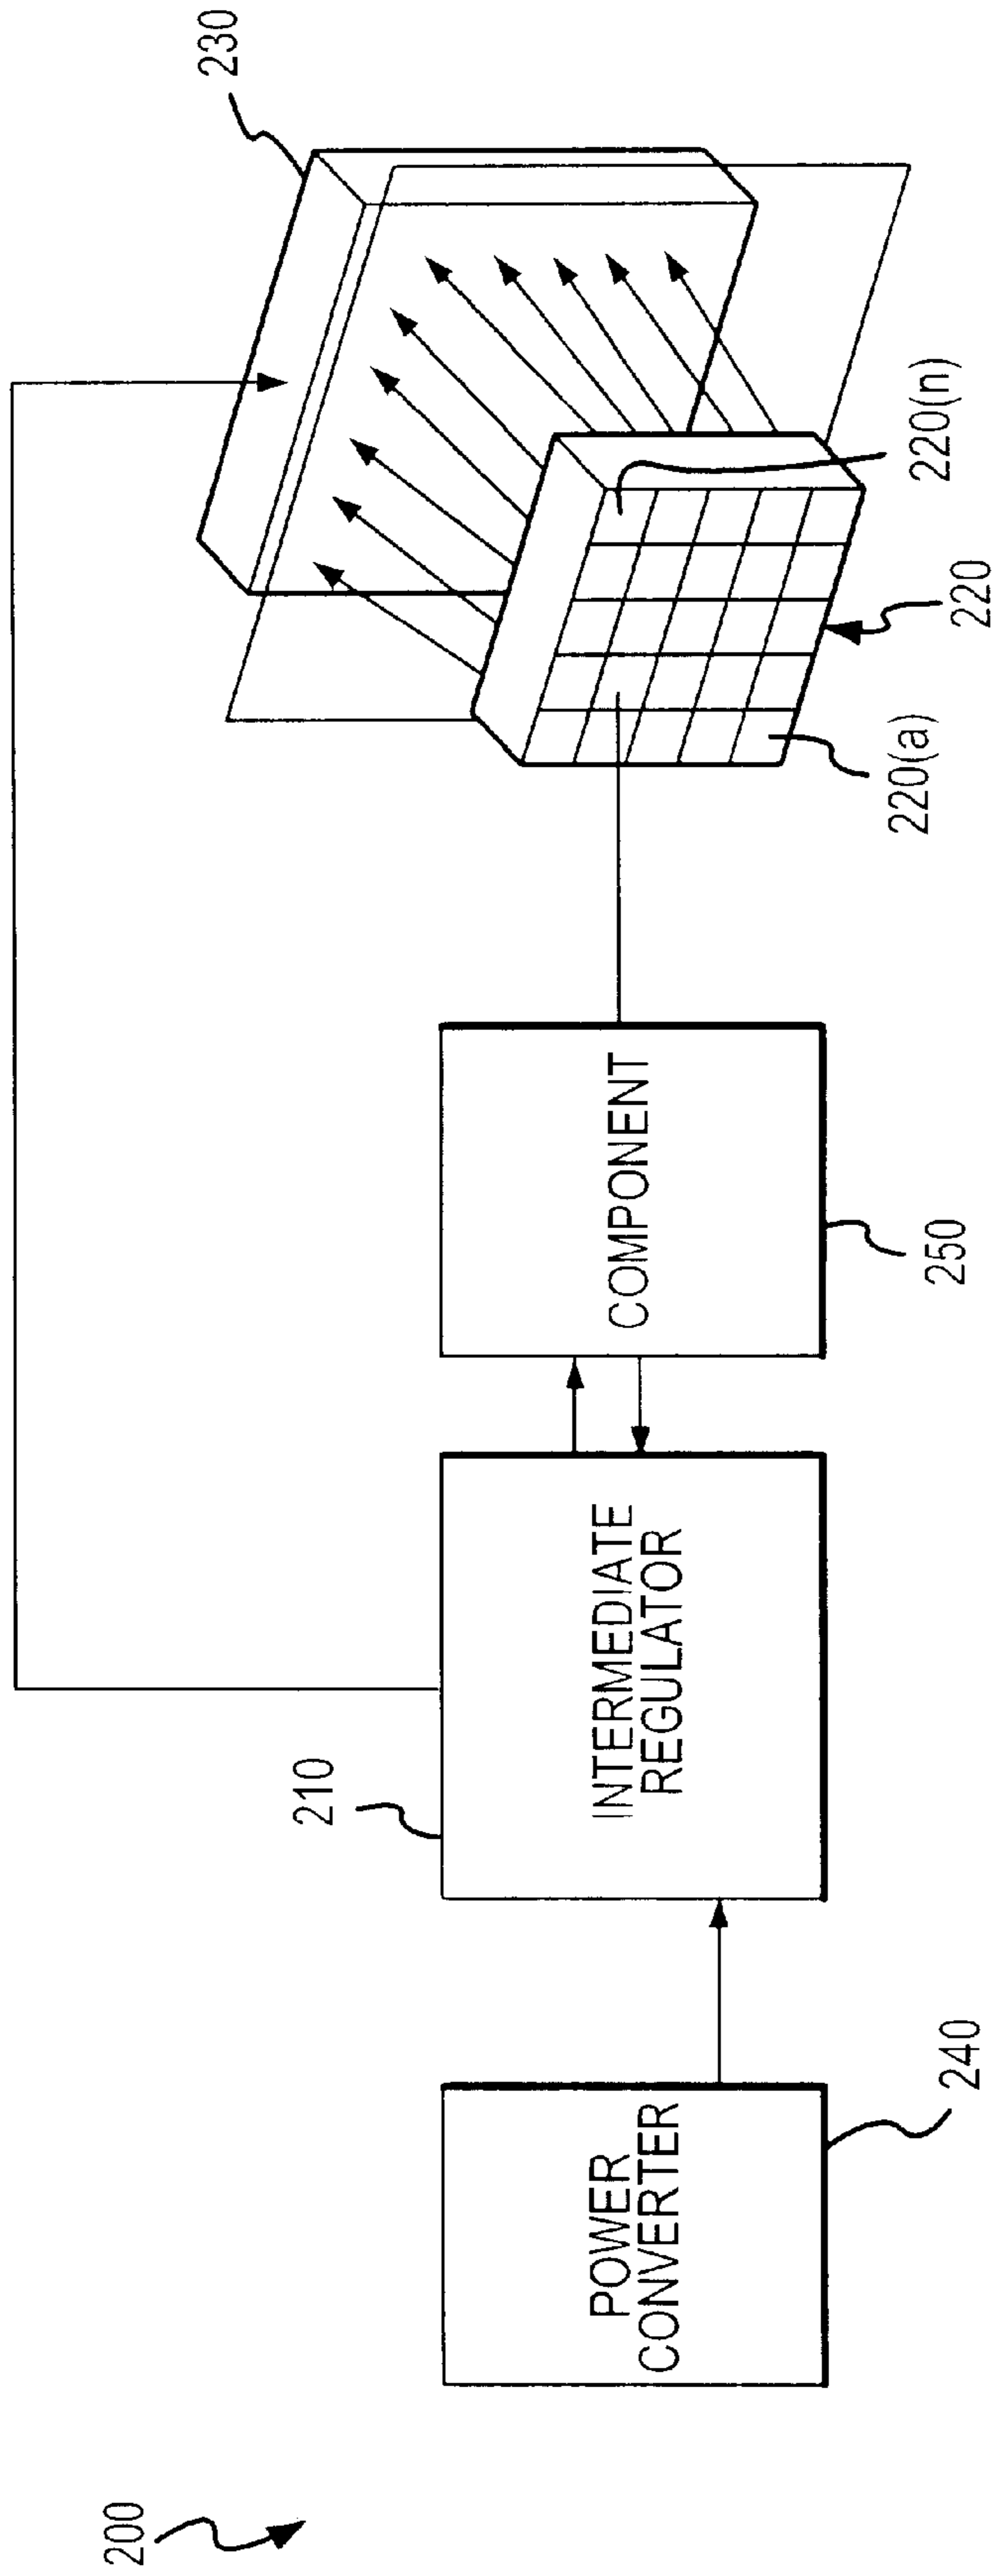 200
POWER
CONVERTER
240
210
INTERMEDIATE
REGULATOR
COMPONENT
250
220(a)
220
220(n)
230